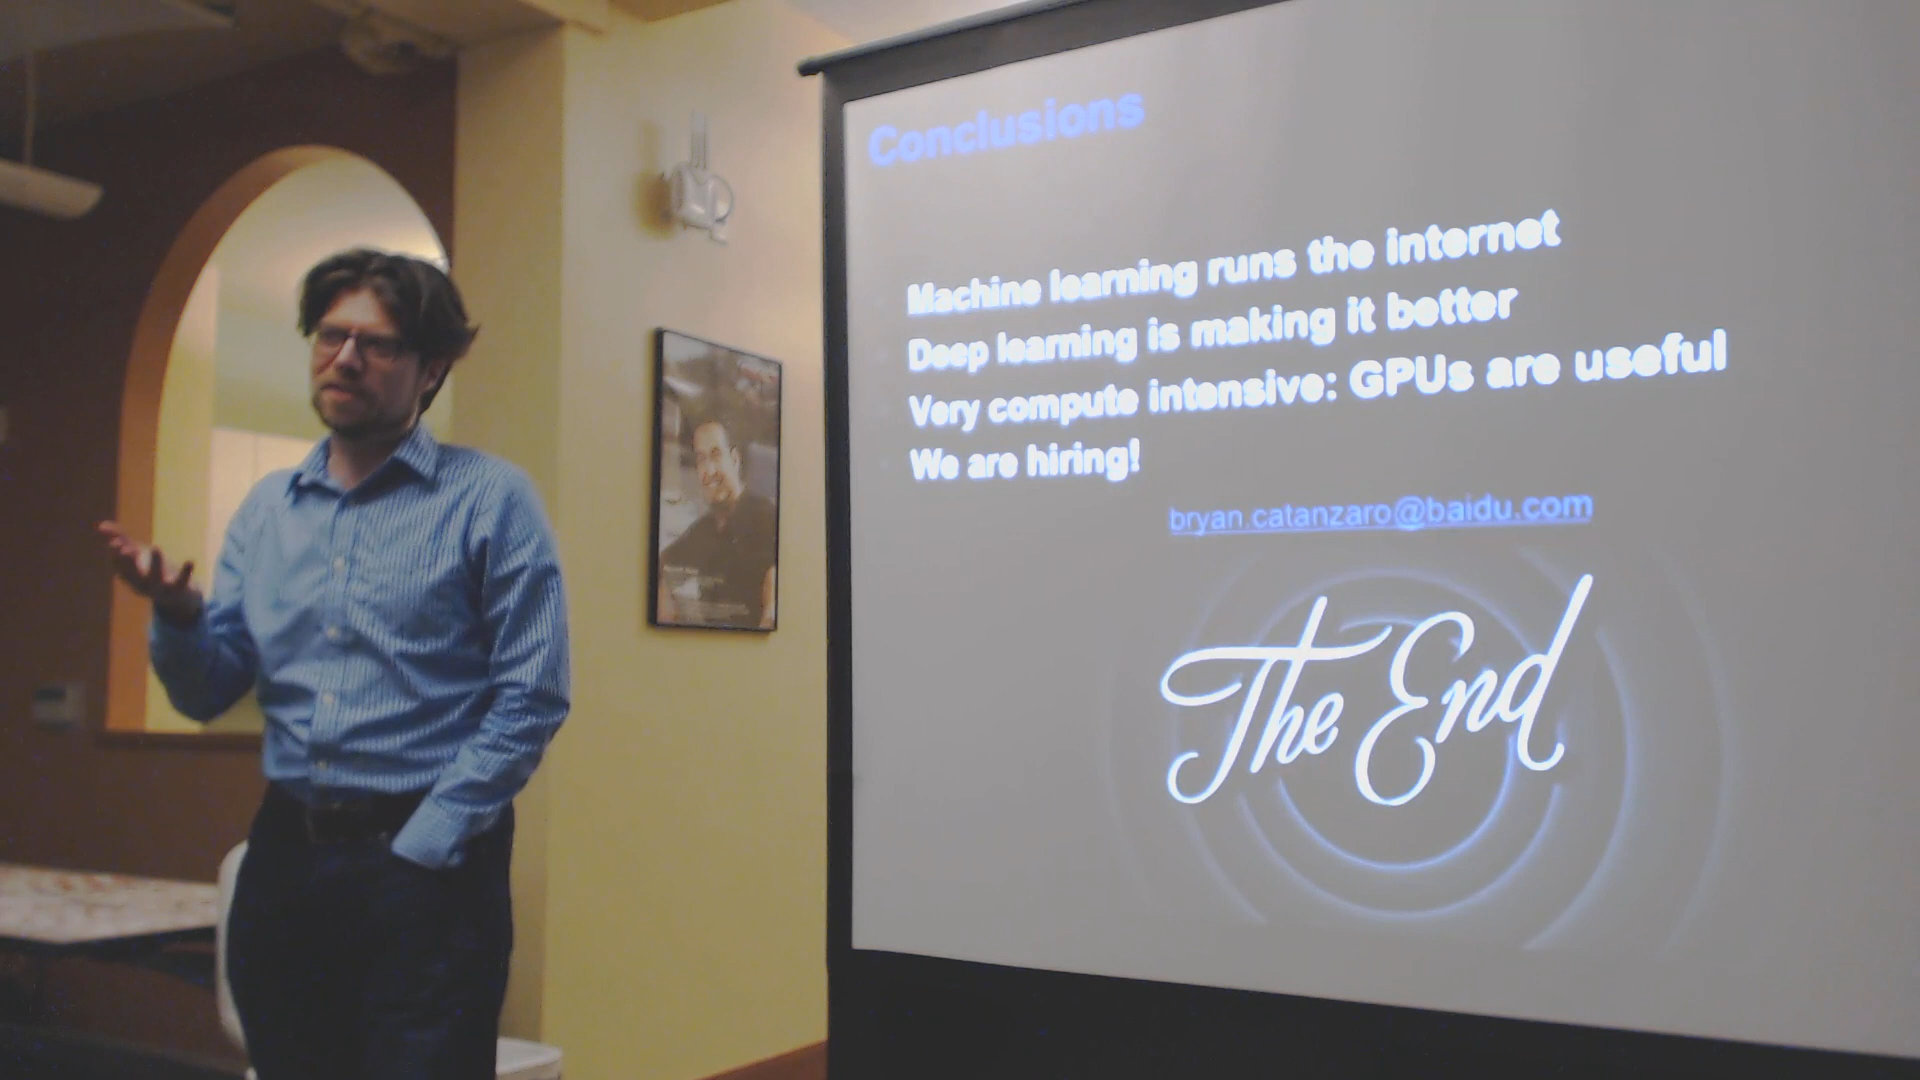 Conclusions
Machine learning runs the internet
Deep learning is making it better
Very compute intensive: GPUs are useful
We are hiring!
bryan.catanzaro@baidu.com
The End